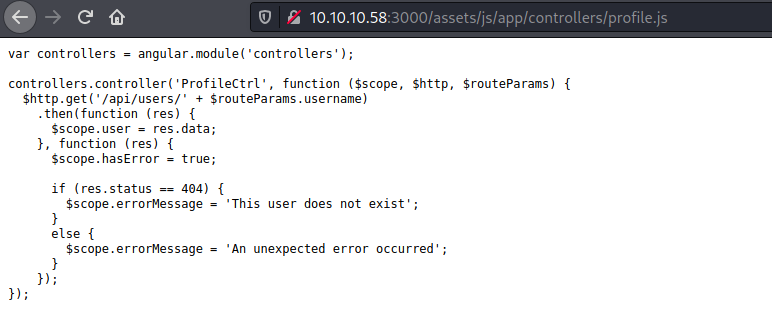 10.10.10.58:3000/assets/js/app/controllers/profile.js
var controllers = angular.module('controllers');
controllers.controller('ProfileCtrl', function ($scope, $http, $routeParams) {
  $http.get('/api/users/' + $routeParams.username)
    .then(function (res) {
      $scope.user = res.data;
    }, function (res) {
      $scope.hasError = true;
      if (res.status == 404) {
        $scope.errorMessage = 'This user does not exist';
      }
      else {
        $scope.errorMessage = 'An unexpected error occurred';
      }
    });
});